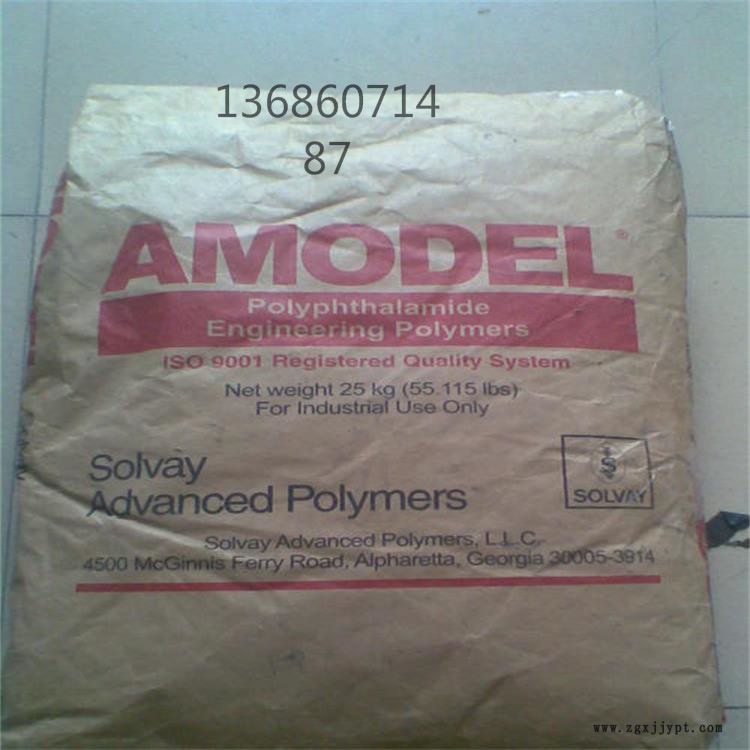 136860714
87
AMODEL®
Polyphthalamide
Engineering Polymers
ISO 9001 Registered Quality System
Net weight 25 kg (55.115 lbs)
For Industrial Use Only
Solvay
Advanced Polymers
S
SOLVAY
Solvay Advanced Polymers, L.L.C.
4500 McGinnis Ferry Road, Alpharetta, Georgia 30005-3914
www.zgxjjypt.com